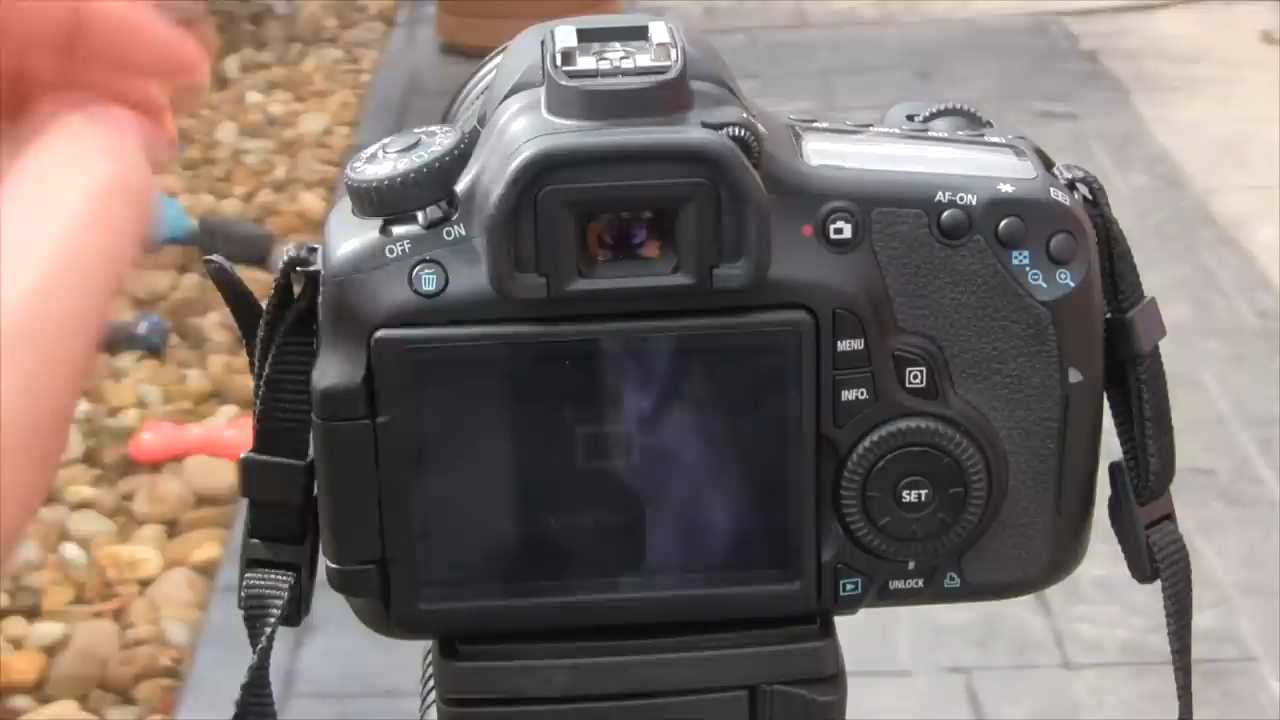 AF-ON
ON
OFF
MENU
Q
INFO.
SET
UNLOCK